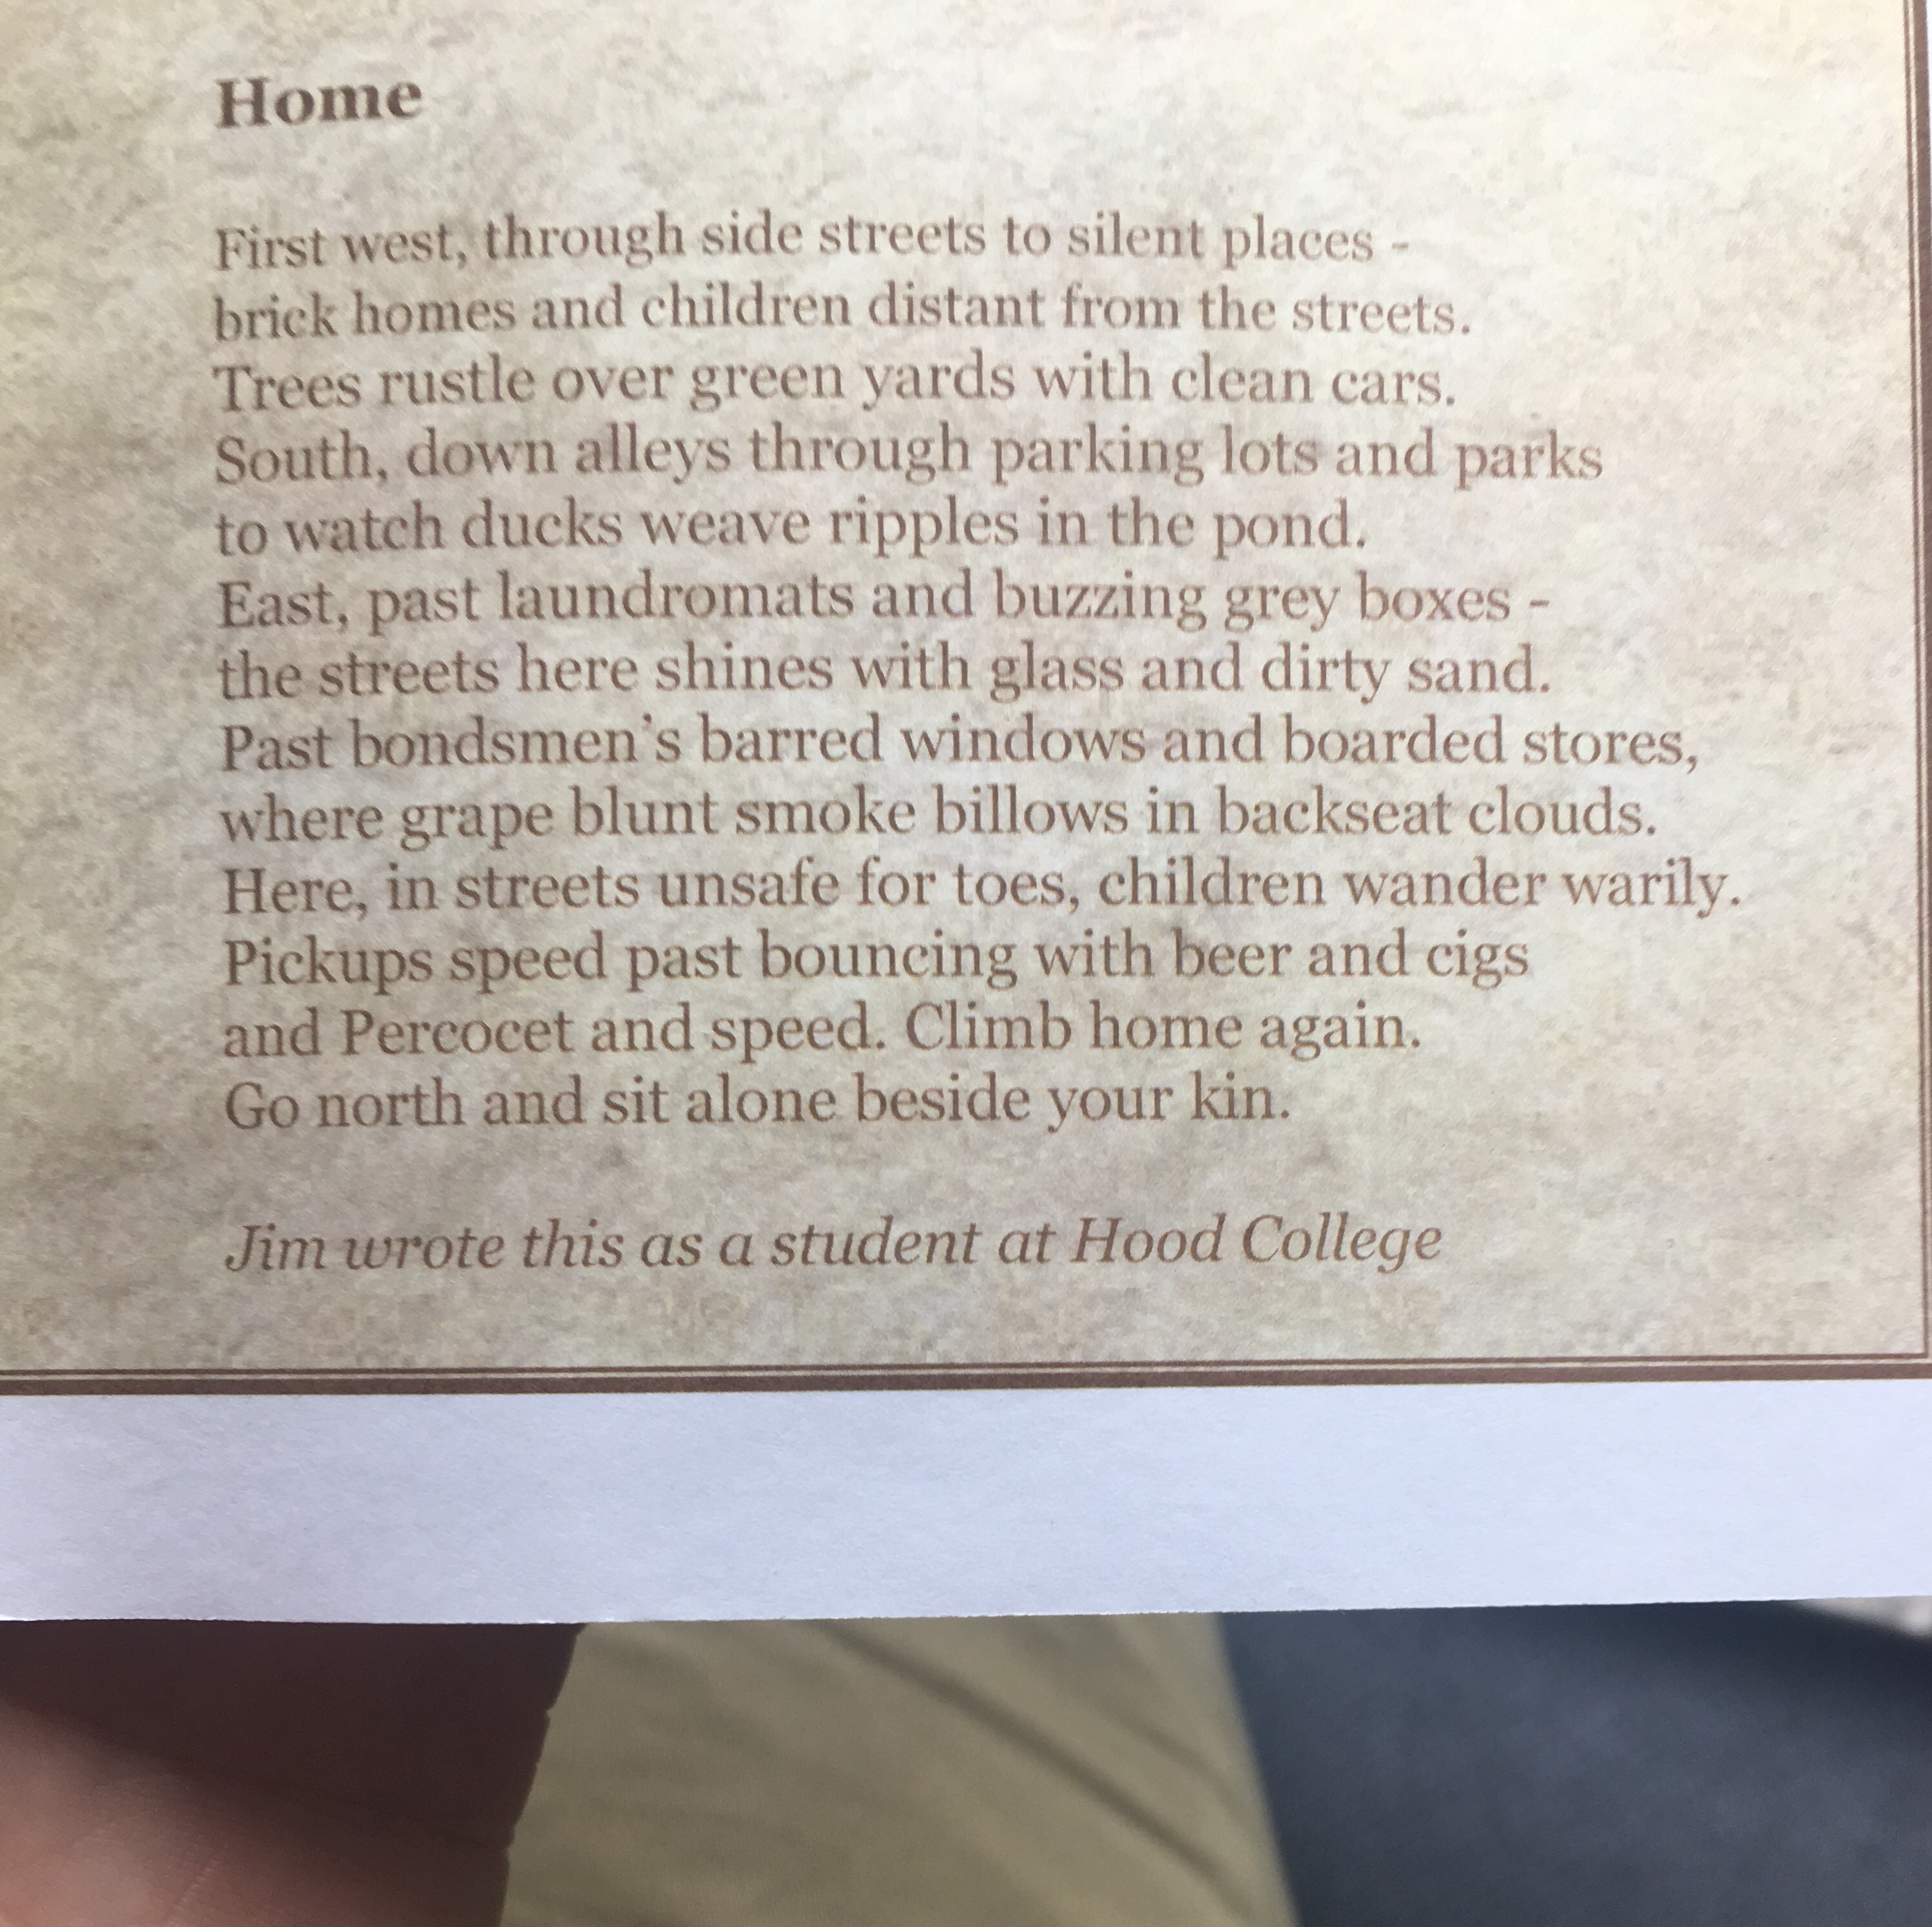 Home
First west, through side streets to silent places -
brick homes and children distant from the streets.
Trees rustle over green yards with clean cars.
South, down alleys through parking lots and parks
to watch ducks weave ripples in the pond.
East, past laundromats and buzzing grey boxes -
the streets here shines with glass and dirty sand.
Past bondsmen's barred windows and boarded stores,
where grape blunt smoke billows in backseat clouds.
Here, in streets unsafe for toes, children wander warily.
Pickups speed past bouncing with beer and cigs
and Percocet and speed. Climb home again.
Go north and sit alone beside your kin.
Jim wrote this as a student at Hood College